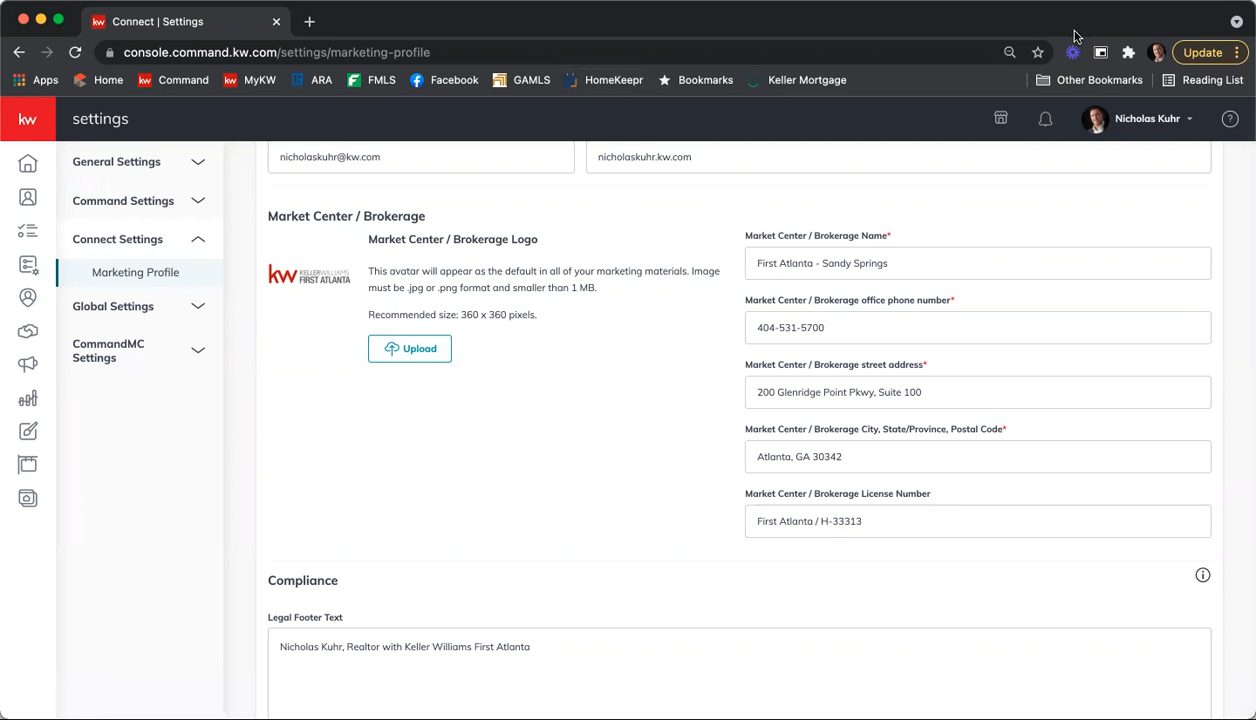 Connect | Settings
console.command.kw.com/settings/marketing-profile
Update
Apps Home Command MyKW ARA FMLS Facebook GAMLS HomeKeepr Bookmarks Keller Mortgage Other Bookmarks Reading List
kw settings Nicholas Kuhr
General Settings
Command Settings
Connect Settings
Marketing Profile
Global Settings
CommandMC
Settings
nicholaskuhr@kw.com nicholaskuhr.kw.com
Market Center / Brokerage
Market Center / Brokerage Logo
kw KELLERWILLIAMS
FIRST ATLANTA
This avatar will appear as the default in all of your marketing materials. Image
must be .jpg or .png format and smaller than 1 MB.
Recommended size: 360 x 360 pixels.
Upload
Market Center / Brokerage Name*
First Atlanta - Sandy Springs
Market Center / Brokerage office phone number*
404-531-5700
Market Center / Brokerage street address*
200 Glenridge Point Pkwy, Suite 100
Market Center / Brokerage City, State/Province, Postal Code*
Atlanta, GA 30342
Market Center / Brokerage License Number
First Atlanta / H-33313
Compliance
Legal Footer Text
Nicholas Kuhr, Realtor with Keller Williams First Atlanta